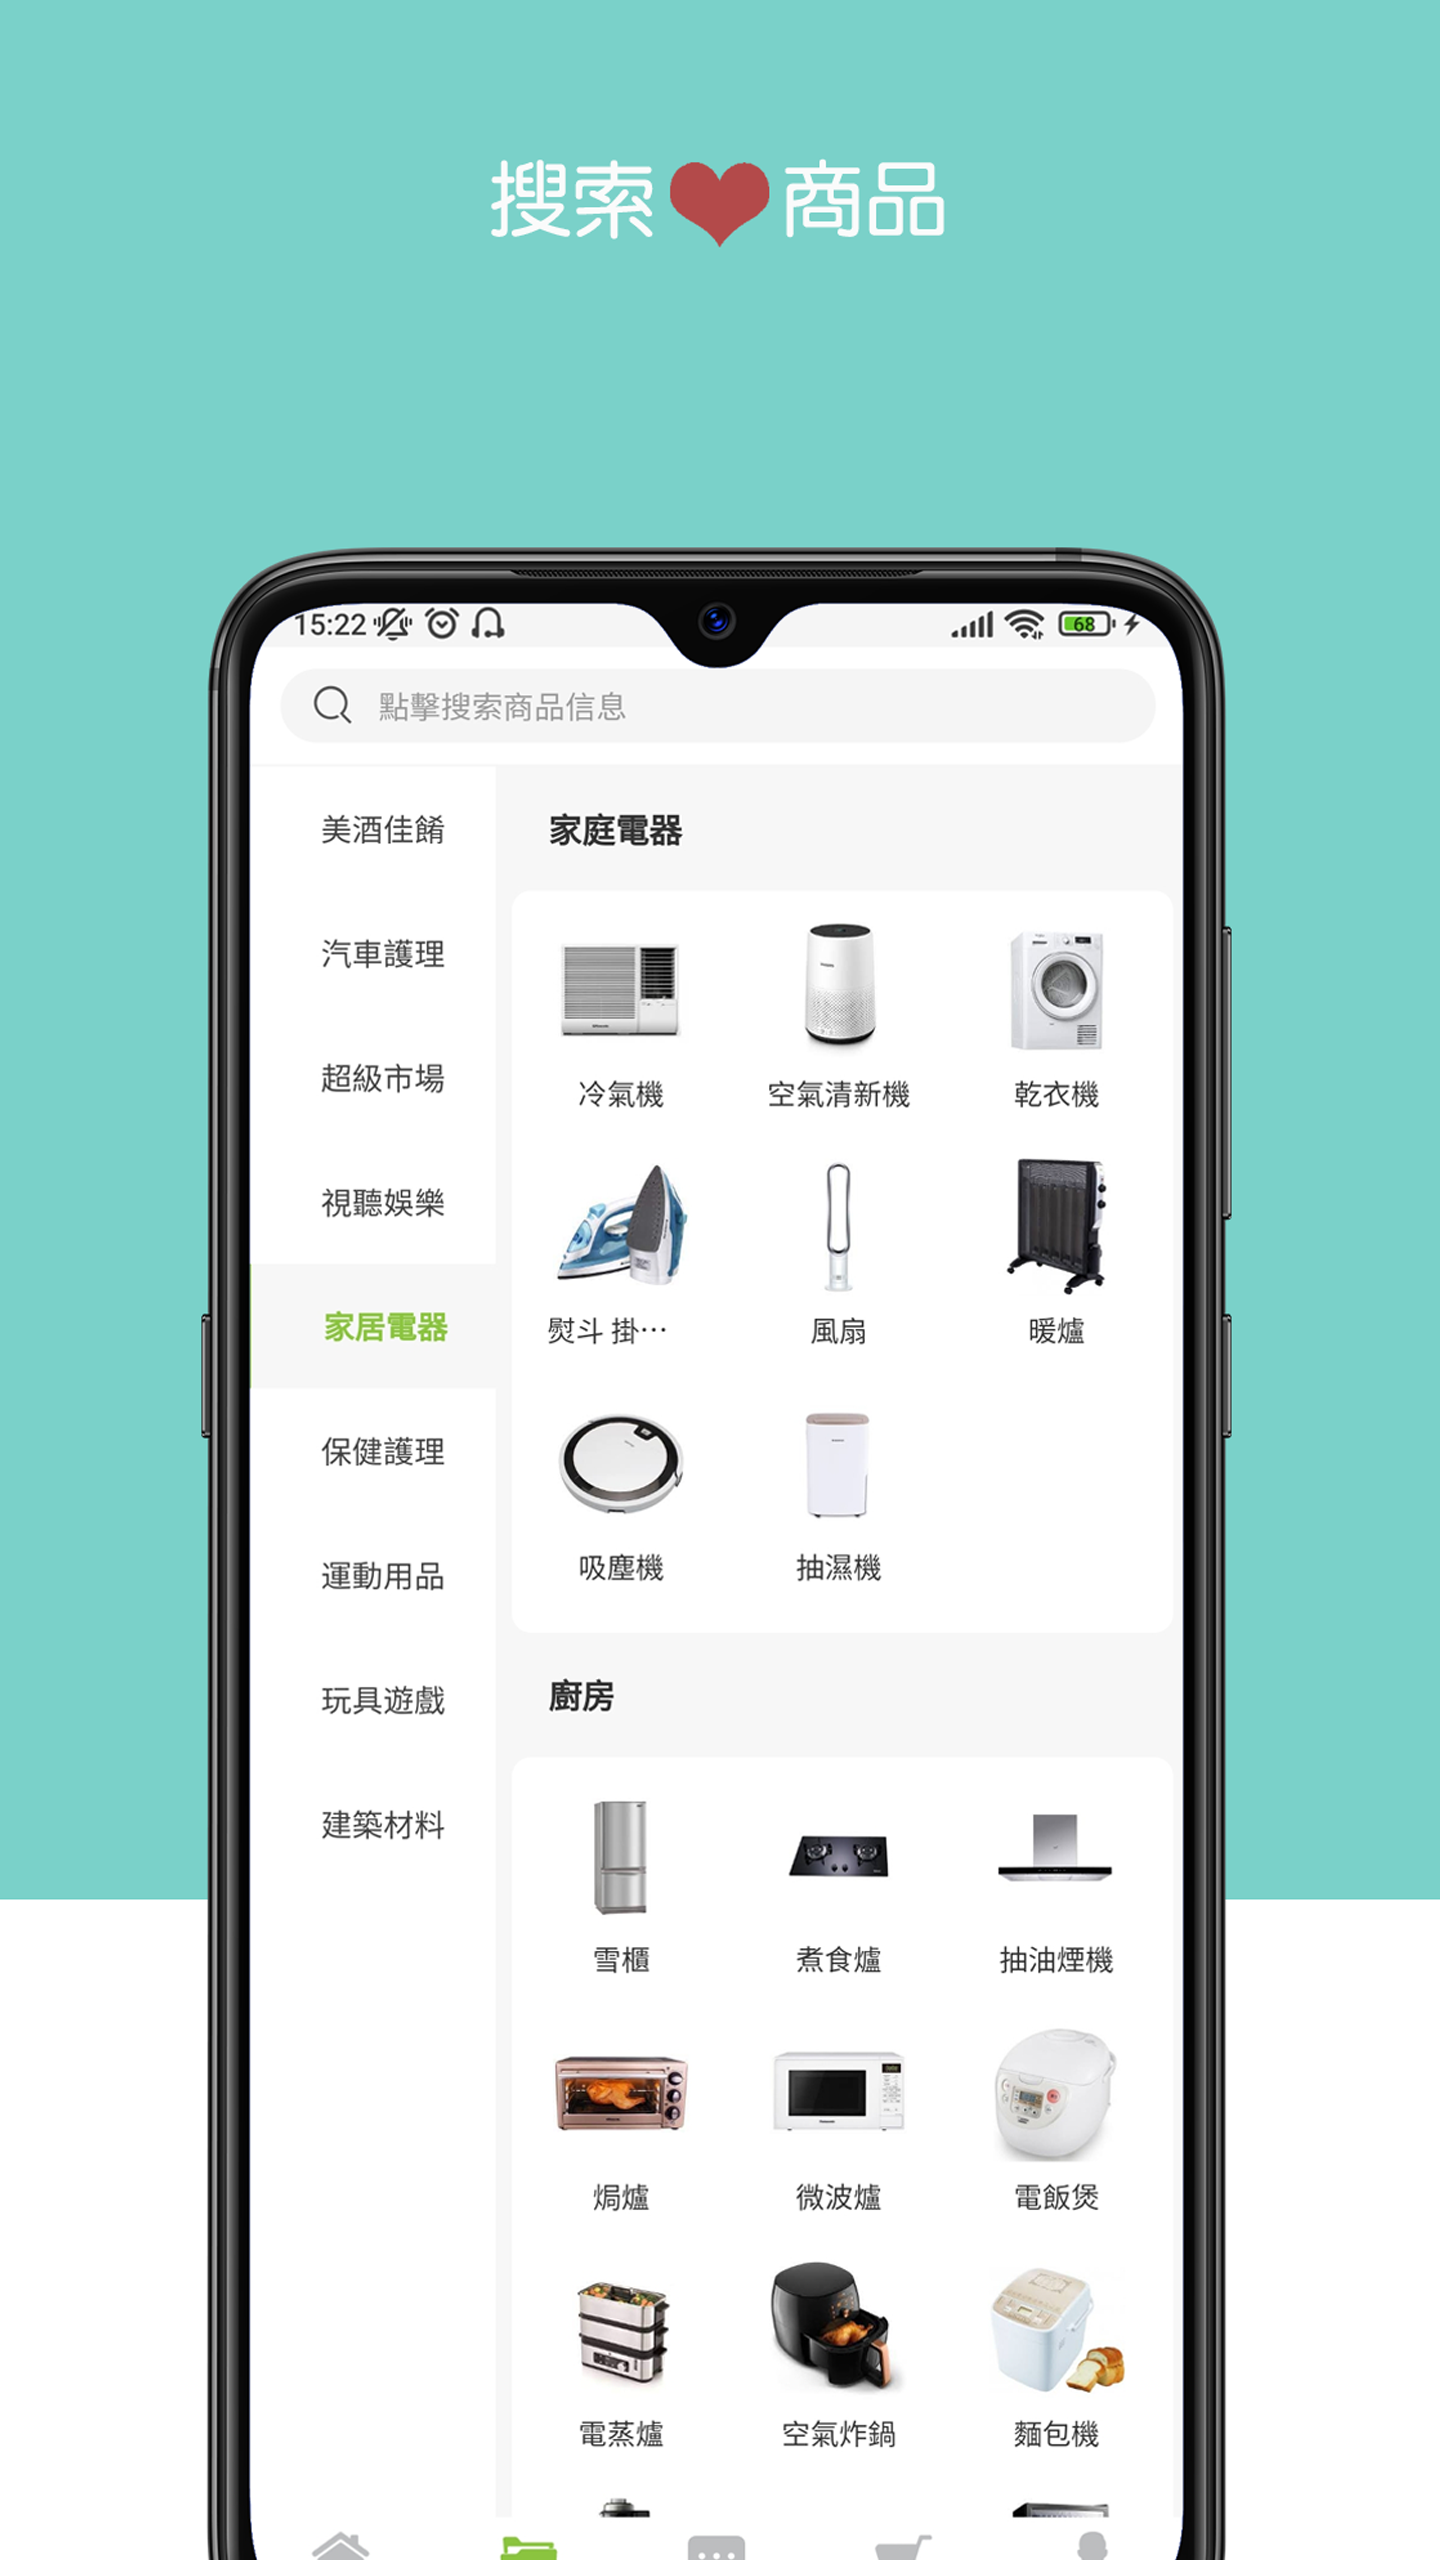 搜索 商品
15:22
68
點擊搜索商品信息
美酒佳餚
汽車護理
超級市場
視聽娛樂
家居電器
保健護理
運動用品
玩具遊戲
建築材料
家庭電器
冷氣機 空氣清新機 乾衣機
熨斗 掛… 風扇 暖爐
吸塵機 抽濕機
廚房
雪櫃 煮食爐 抽油煙機
焗爐 微波爐 電飯煲
電蒸爐 空氣炸鍋 麵包機